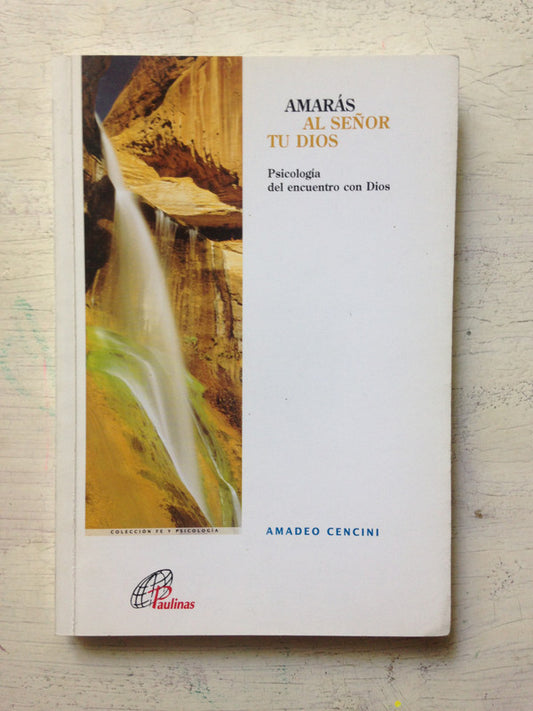 AMARÁS
AL SEÑOR
TU DIOS
Psicología
del encuentro con Dios
COLECCIÓN FE Y PSICOLOGÍA
AMADEO CENCINI
Paulinas